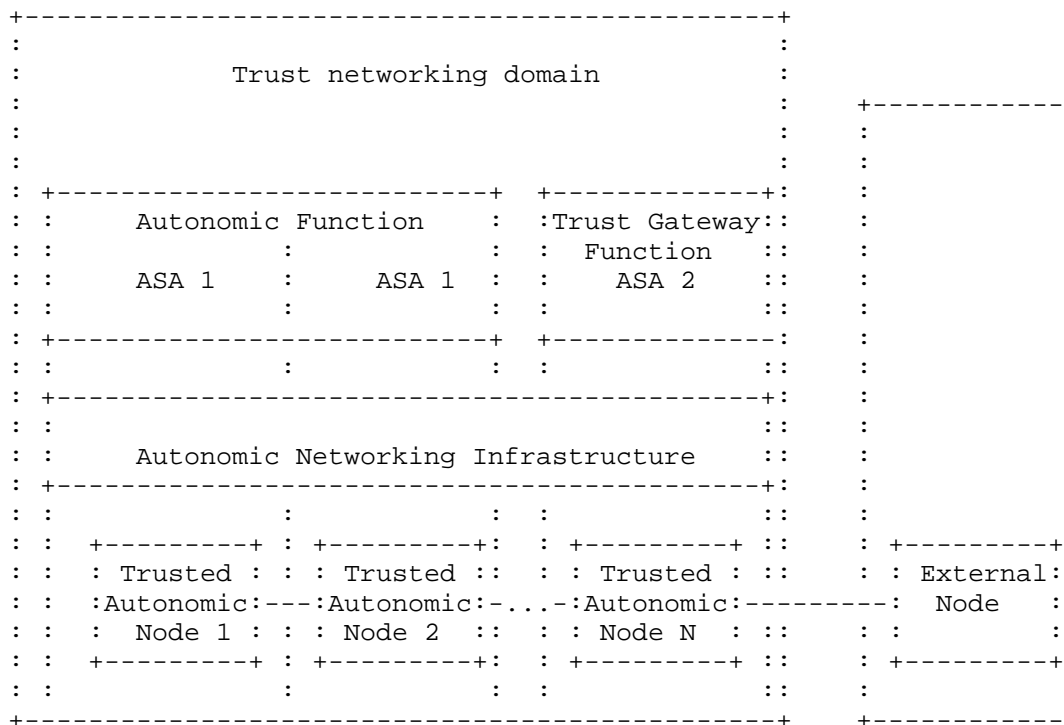 Trust networking domain
Autonomic Function Trust Gateway
Function
ASA 1 ASA 1 ASA 2
Autonomic Networking Infrastructure
Trusted Trusted Trusted External
Autonomic Autonomic ... Autonomic Node
Node 1 Node 2 Node N